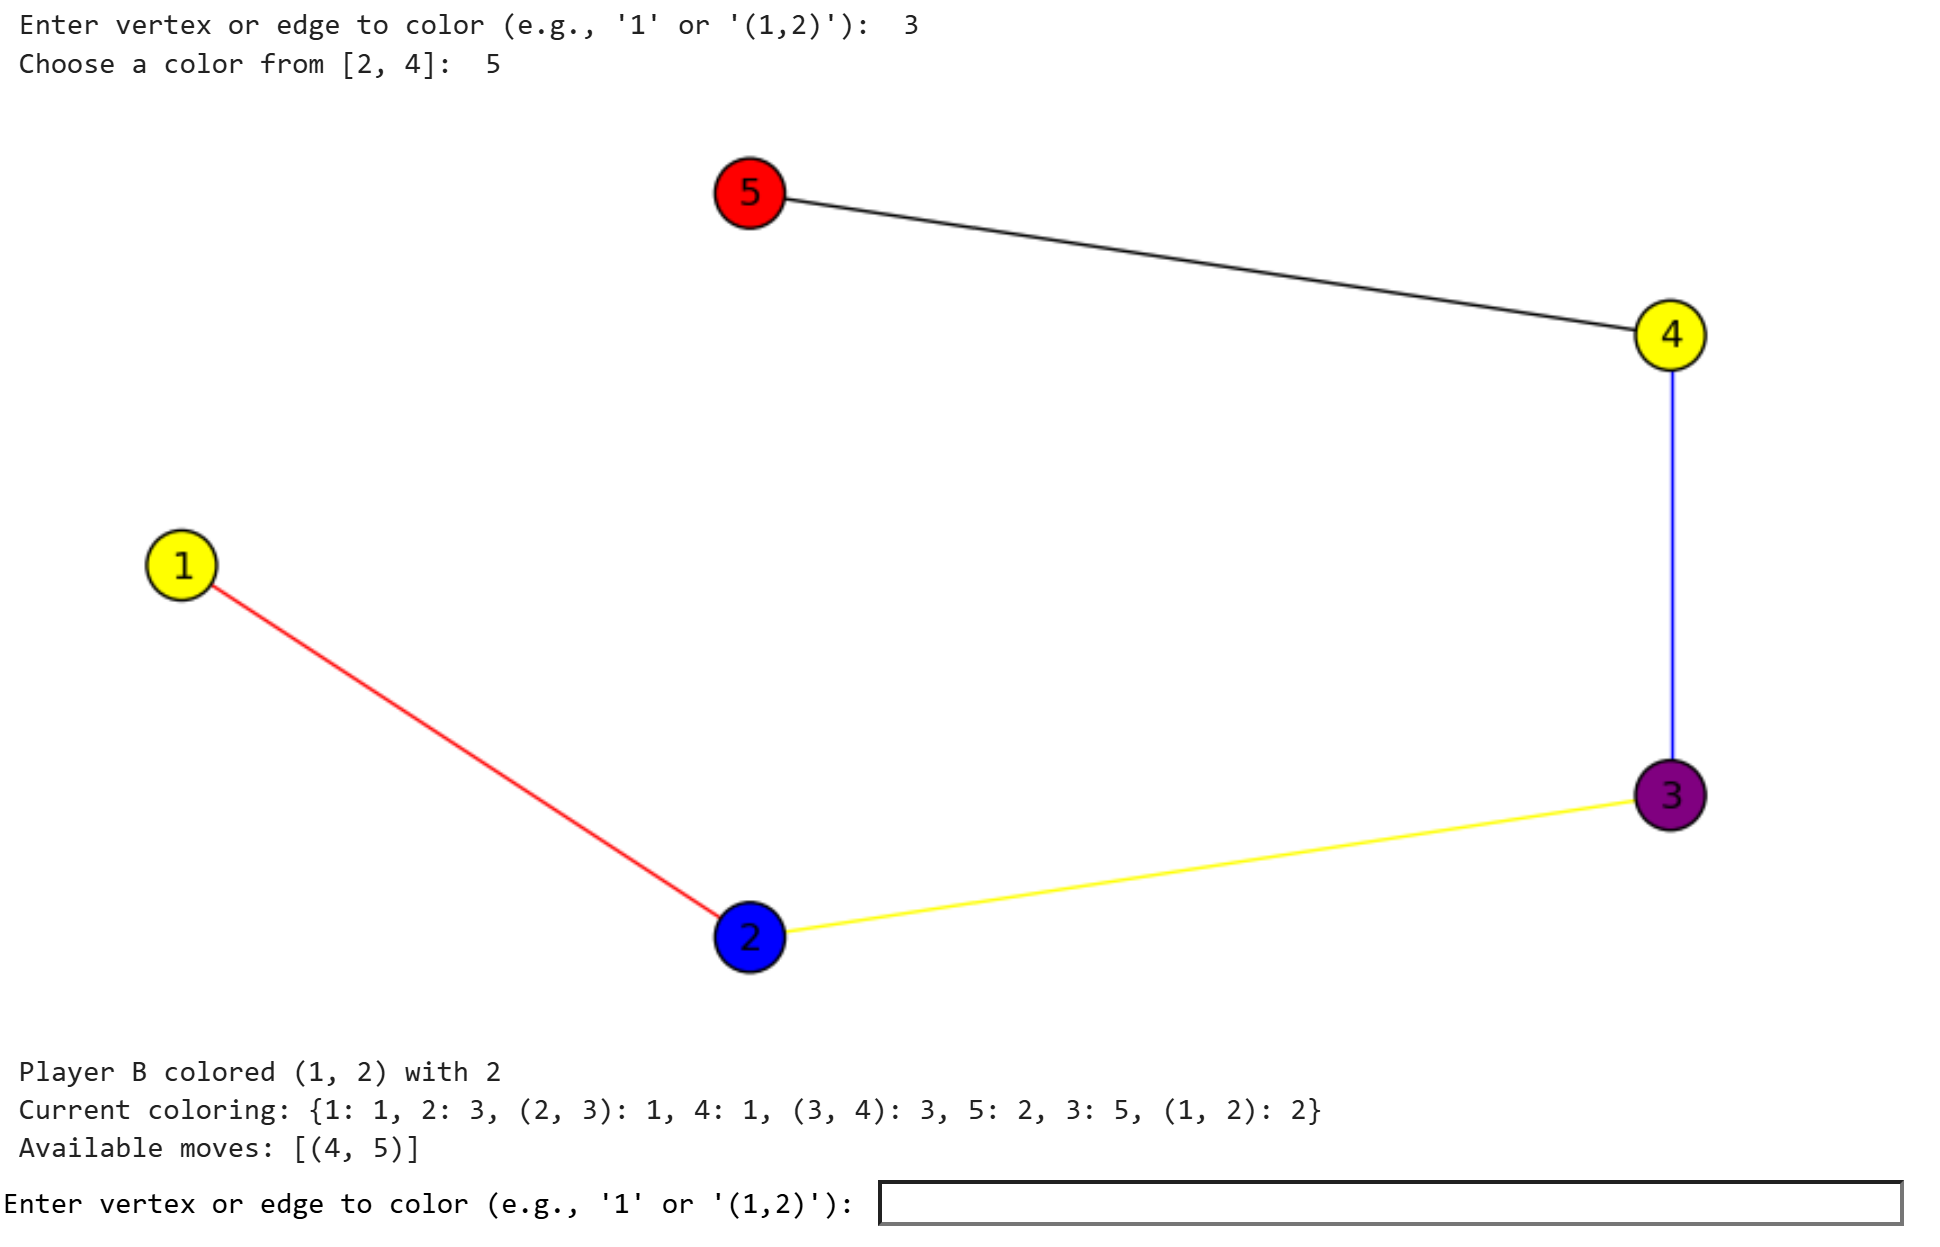 Enter vertex or edge to color (e.g., '1' or '(1,2)'):  3
Choose a color from [2, 4]:  5
5
4
1
3
2
Player B colored (1, 2) with 2
Current coloring: {1: 1, 2: 3, (2, 3): 1, 4: 1, (3, 4): 3, 5: 2, 3: 5, (1, 2): 2}
Available moves: [(4, 5)]
Enter vertex or edge to color (e.g., '1' or '(1,2)'):